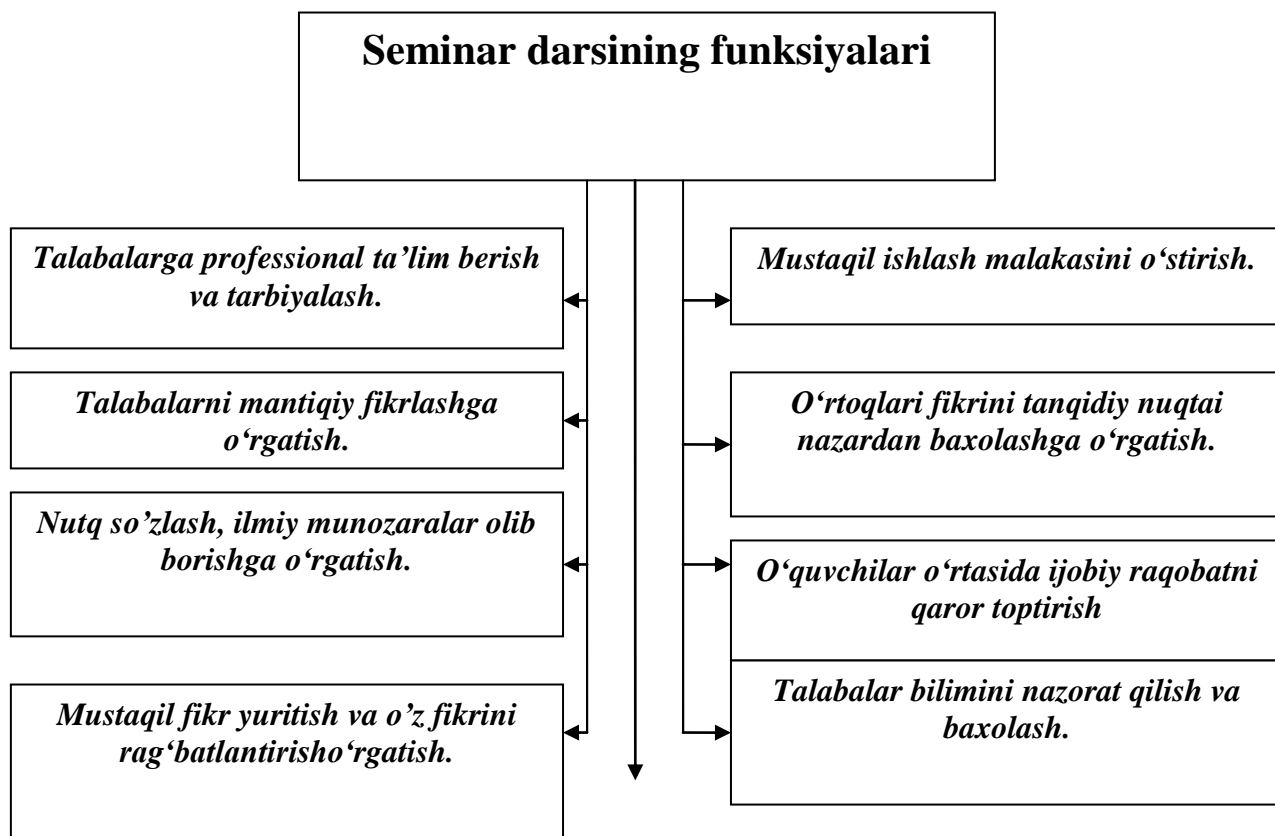 Seminar darsining funksiyalari
Talabalarga professional ta’lim berish
va tarbiyalash.
Talabalarni mantiqiy fikrlashga
o‘rgatish.
Nutq so’zlash, ilmiy munozaralar olib
borishga o‘rgatish.
Mustaqil fikr yuritish va o’z fikrini
rag‘batlantirisho‘rgatish.
Mustaqil ishlash malakasini o‘stirish.
O‘rtoqlari fikrini tanqidiy nuqtai
nazardan baxolashga o‘rgatish.
O‘quvchilar o‘rtasida ijobiy raqobatni
qaror toptirish
Talabalar bilimini nazorat qilish va
baxolash.